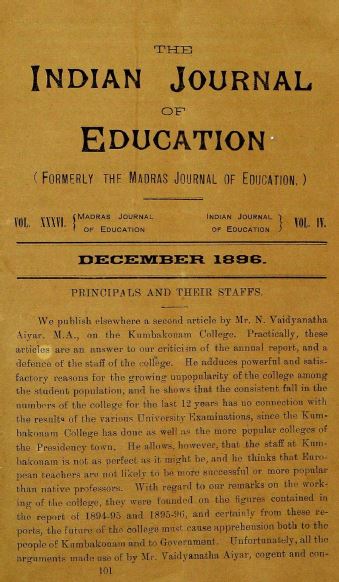 THE
INDIAN JOURNAL
OF
EDUCATION
(FORMERLY THE MADRAS JOURNAL OF EDUCATION.)
VOL. XXXVI. { MADRAS JOURNAL OF EDUCATION INDIAN JOURNAL OF EDUCATION } VOL. IV.
DECEMBER 1896.
PRINCIPALS AND THEIR STAFFS.
We publish elsewhere a second article by Mr. N. Vaidyanatha
Aiyar, M.A., on the Kumbakonam College. Practically, these
articles are an answer to our criticism of the annual report, and a
defence of the staff of the college. He adduces powerful and satis-
factory reasons for the growing unpopularity of the college among
the student population; and he shows that the consistent fall in the
numbers of the college for the last 12 years has no connection with
the results of the various University Examinations, since the Kum-
bakonam College has done as well as the more popular colleges of
the Presidency town. He allows, however, that the staff at Kum-
bakonam is not as perfect as it might be, and he thinks that Euro-
pean teachers are not likely to be more successful or more popular
than native professors. With regard to our remarks on the work-
ing of the college, they were founded on the figures contained in
the report of 1894-95 and 1895-96, and certainly from these re-
ports, the future of the college must cause apprehension both to the
people of Kumbakonam and to Government. Unfortunately, all the
arguments made use of by Mr. Vaidyanatha Aiyar, cogent and con-
101